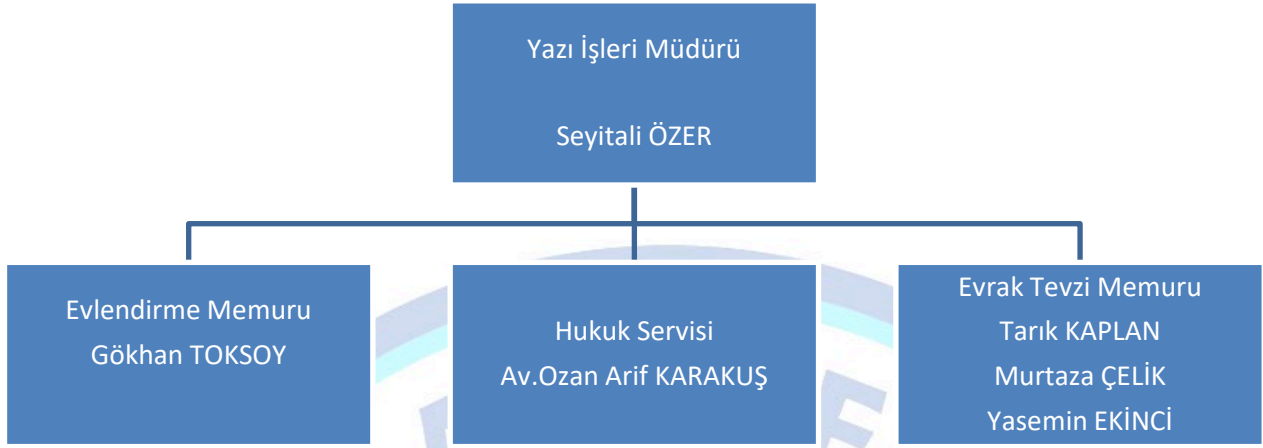 Yazı İşleri Müdürü
Seyitali ÖZER
Evlendirme Memuru
Gökhan TOKSOY
Hukuk Servisi
Av.Ozan Arif KARAKUŞ
Evrak Tevzi Memuru
Tarık KAPLAN
Murtaza ÇELİK
Yasemin EKİNCİ